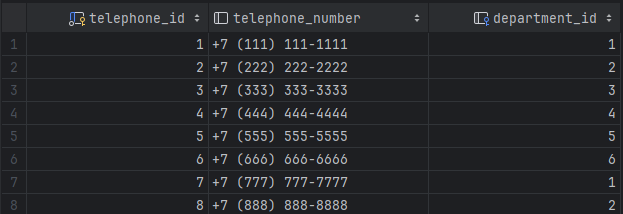 telephone_id telephone_number department_id
1 1 +7 (111) 111-1111 1
2 2 +7 (222) 222-2222 2
3 3 +7 (333) 333-3333 3
4 4 +7 (444) 444-4444 4
5 5 +7 (555) 555-5555 5
6 6 +7 (666) 666-6666 6
7 7 +7 (777) 777-7777 1
8 8 +7 (888) 888-8888 2